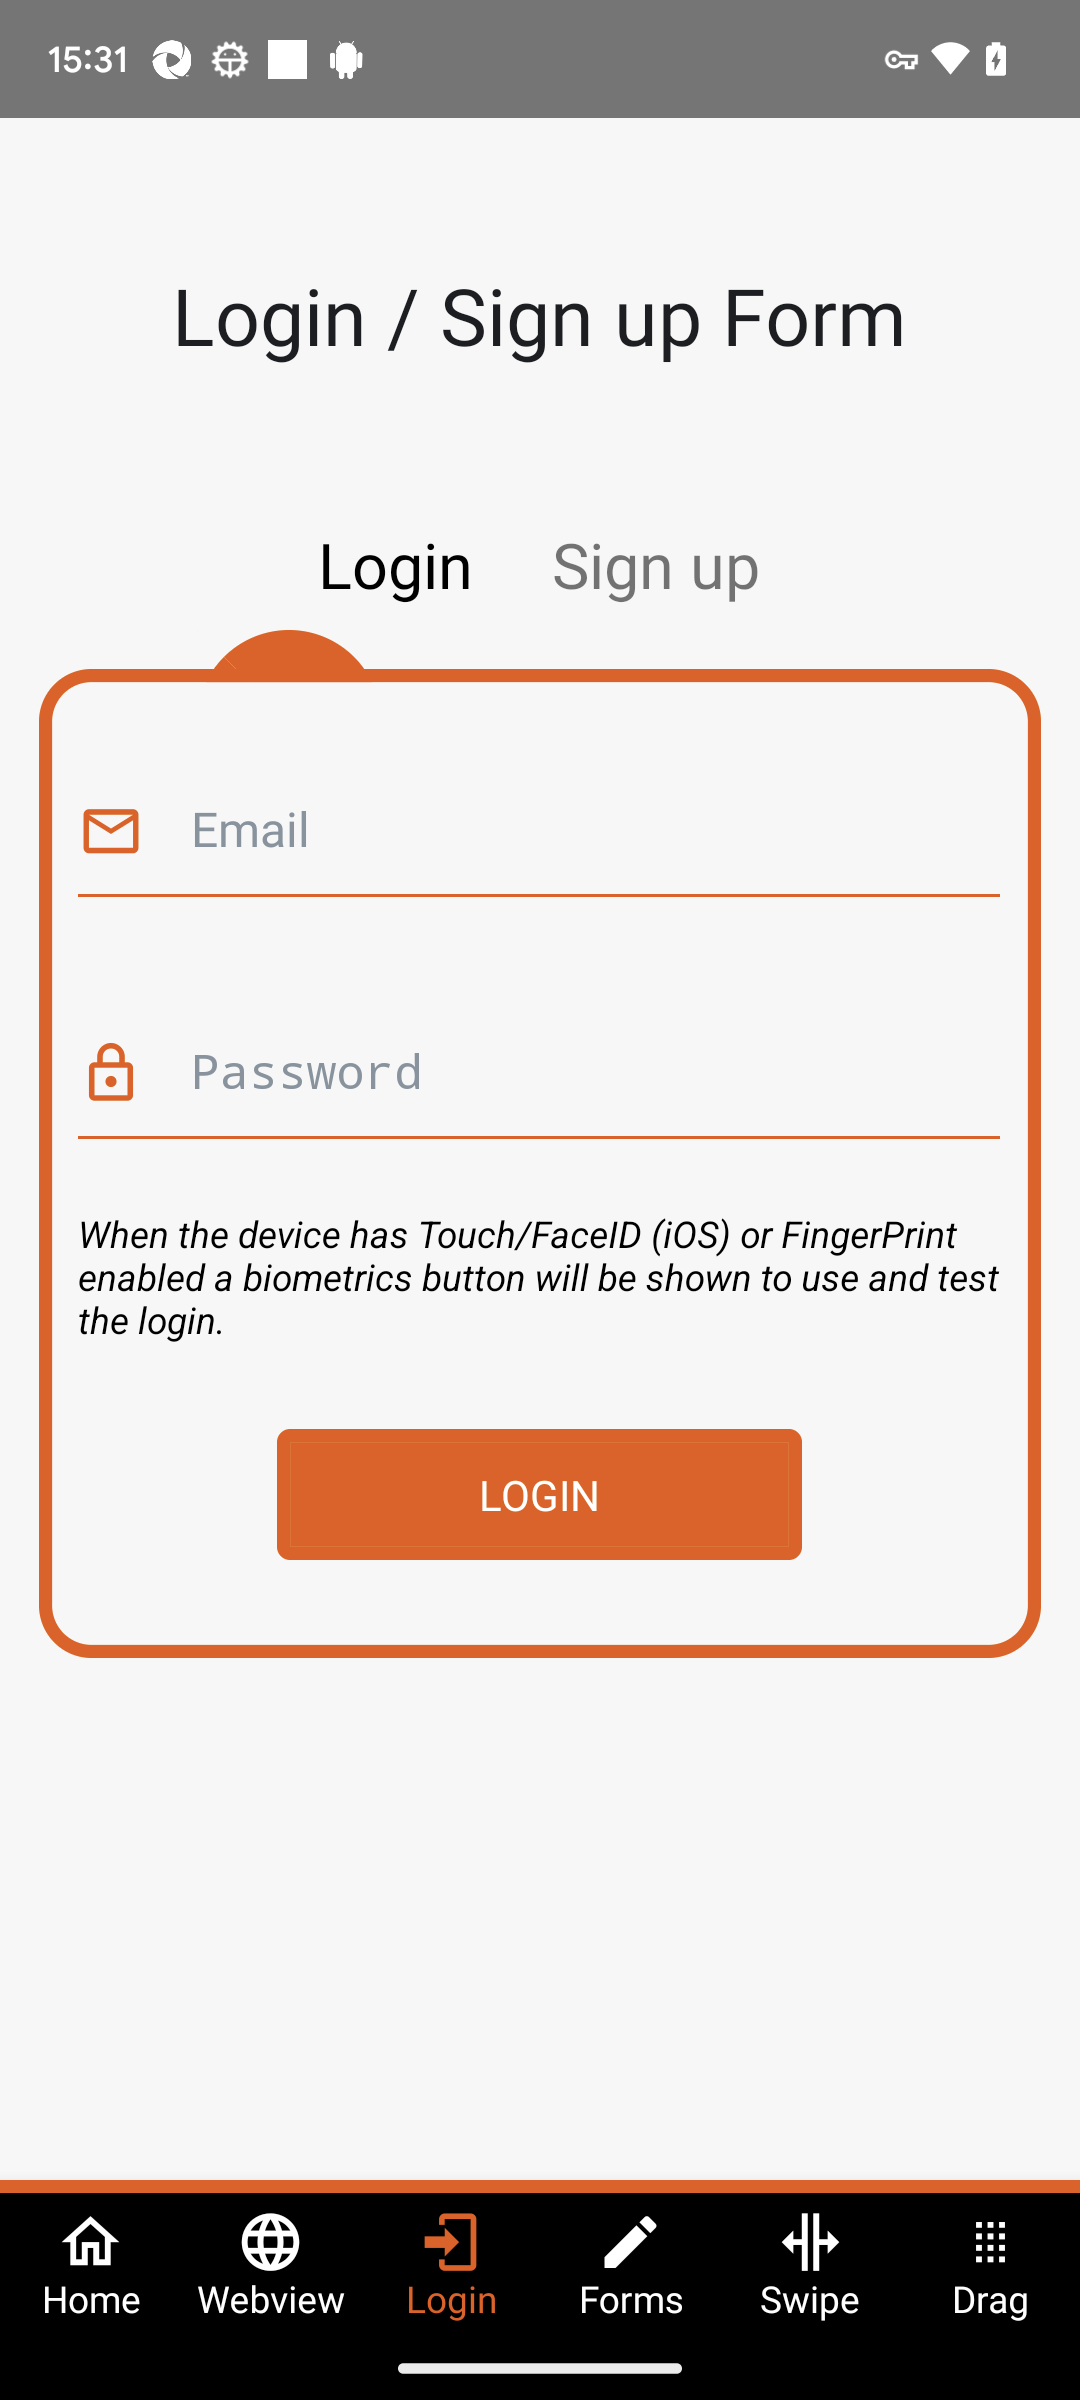 15:31
Login / Sign up Form
Login Sign up
Email
Password
When the device has Touch/FaceID (iOS) or FingerPrint
enabled a biometrics button will be shown to use and test
the login.
LOGIN
Home Webview Login Forms Swipe Drag